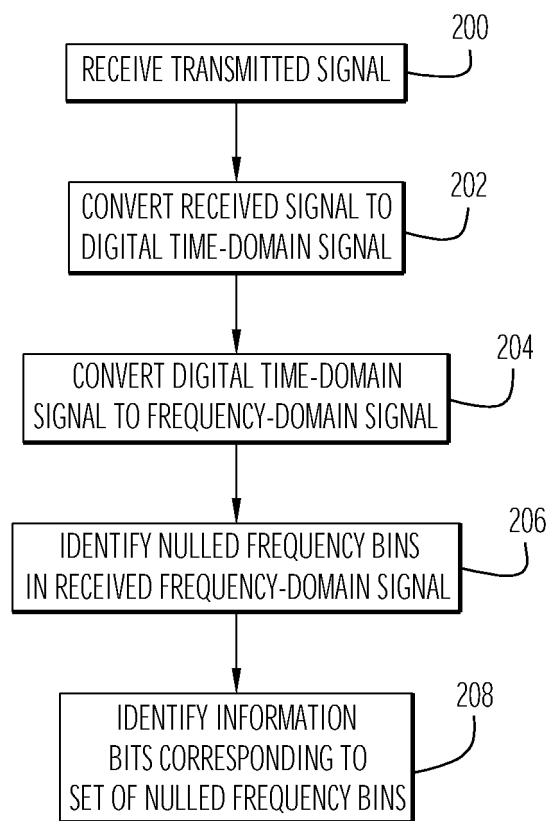 200
RECEIVE TRANSMITTED SIGNAL
202
CONVERT RECEIVED SIGNAL TO
DIGITAL TIME-DOMAIN SIGNAL
204
CONVERT DIGITAL TIME-DOMAIN
SIGNAL TO FREQUENCY-DOMAIN SIGNAL
206
IDENTIFY NULLED FREQUENCY BINS
IN RECEIVED FREQUENCY-DOMAIN SIGNAL
208
IDENTIFY INFORMATION
BITS CORRESPONDING TO
SET OF NULLED FREQUENCY BINS